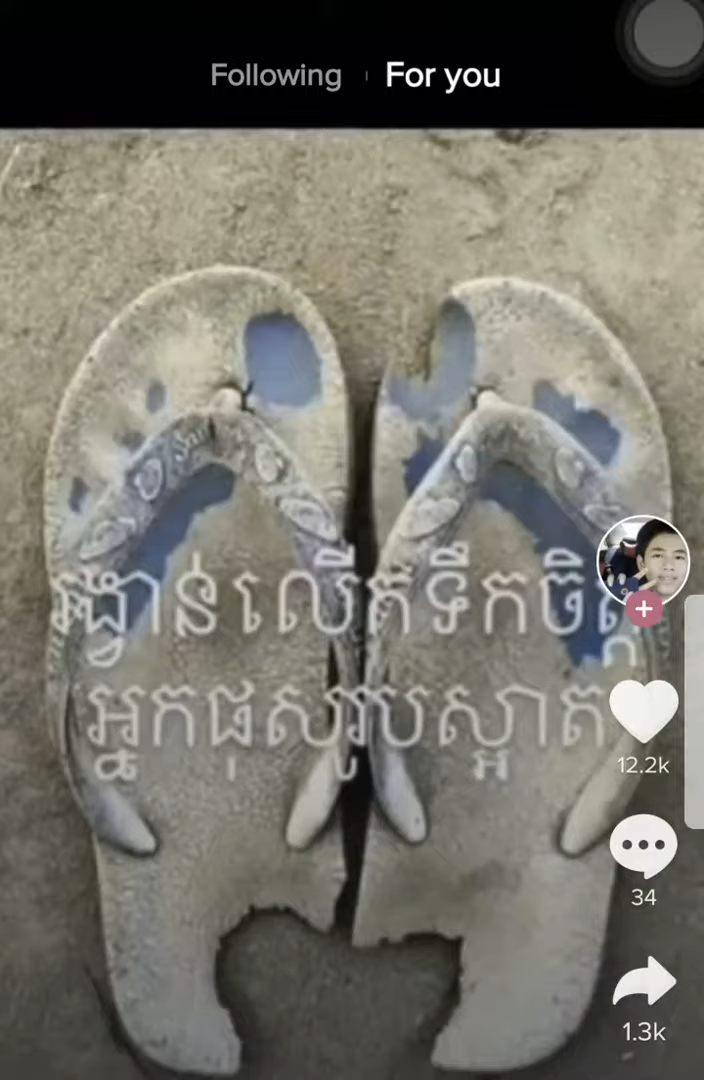 Following
For you
រង្វាន់លើកទឹកចិត្ត
អ្នកផុសរូបស្អាត
12.2k
34
1.3k